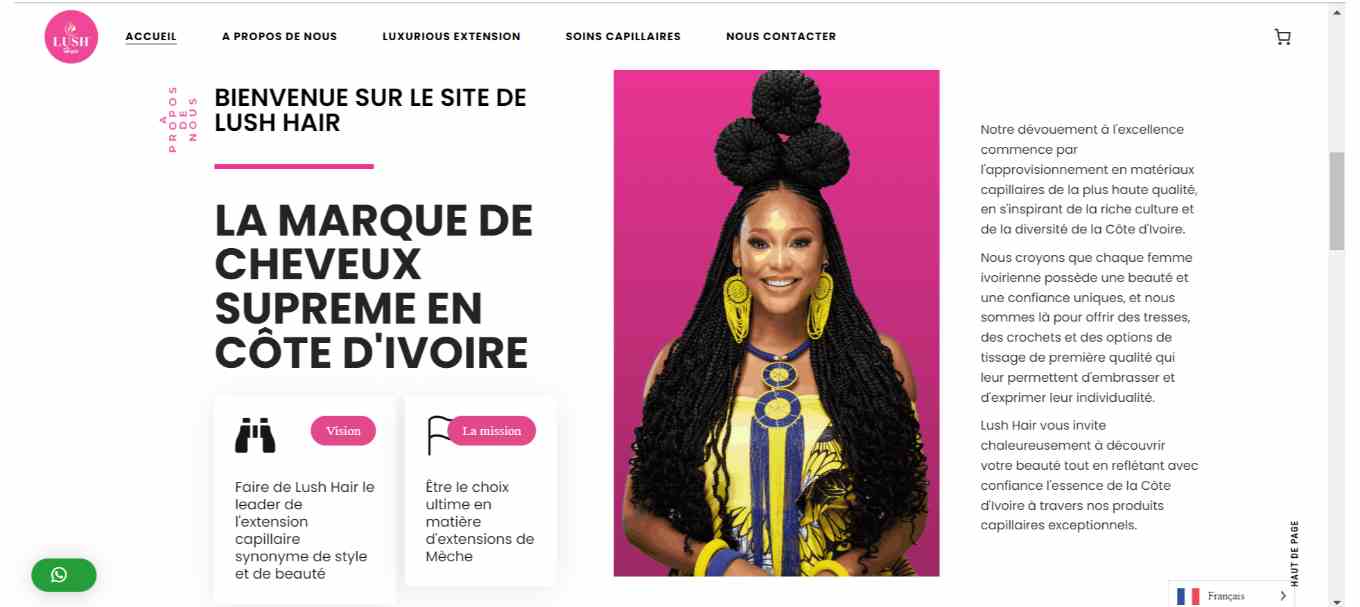 LUSH
Hair
ACCUEIL
A PROPOS DE NOUS
LUXURIOUS EXTENSION
SOINS CAPILLAIRES
NOUS CONTACTER
A
PROPOS
DE
NOUS
BIENVENUE SUR LE SITE DE
LUSH HAIR
LA MARQUE DE
CHEVEUX
SUPREME EN
CÔTE D'IVOIRE
Vision
Faire de Lush Hair le
leader de
l'extension
capillaire
synonyme de style
et de beauté
La mission
Être le choix
ultime en
matière
d'extensions de
Mèche
Notre dévouement à l'excellence
commence par
l'approvisionnement en matériaux
capillaires de la plus haute qualité,
en s'inspirant de la riche culture et
de la diversité de la Côte d'Ivoire.
Nous croyons que chaque femme
ivoirienne possède une beauté et
une confiance uniques, et nous
sommes là pour offrir des tresses,
des crochets et des options de
tissage de première qualité qui
leur permettent d'embrasser et
d'exprimer leur individualité.
Lush Hair vous invite
chaleureusement à découvrir
votre beauté tout en reflétant avec
confiance l'essence de la Côte
d'Ivoire à travers nos produits
capillaires exceptionnels.
HAUT DE PAGE
Français